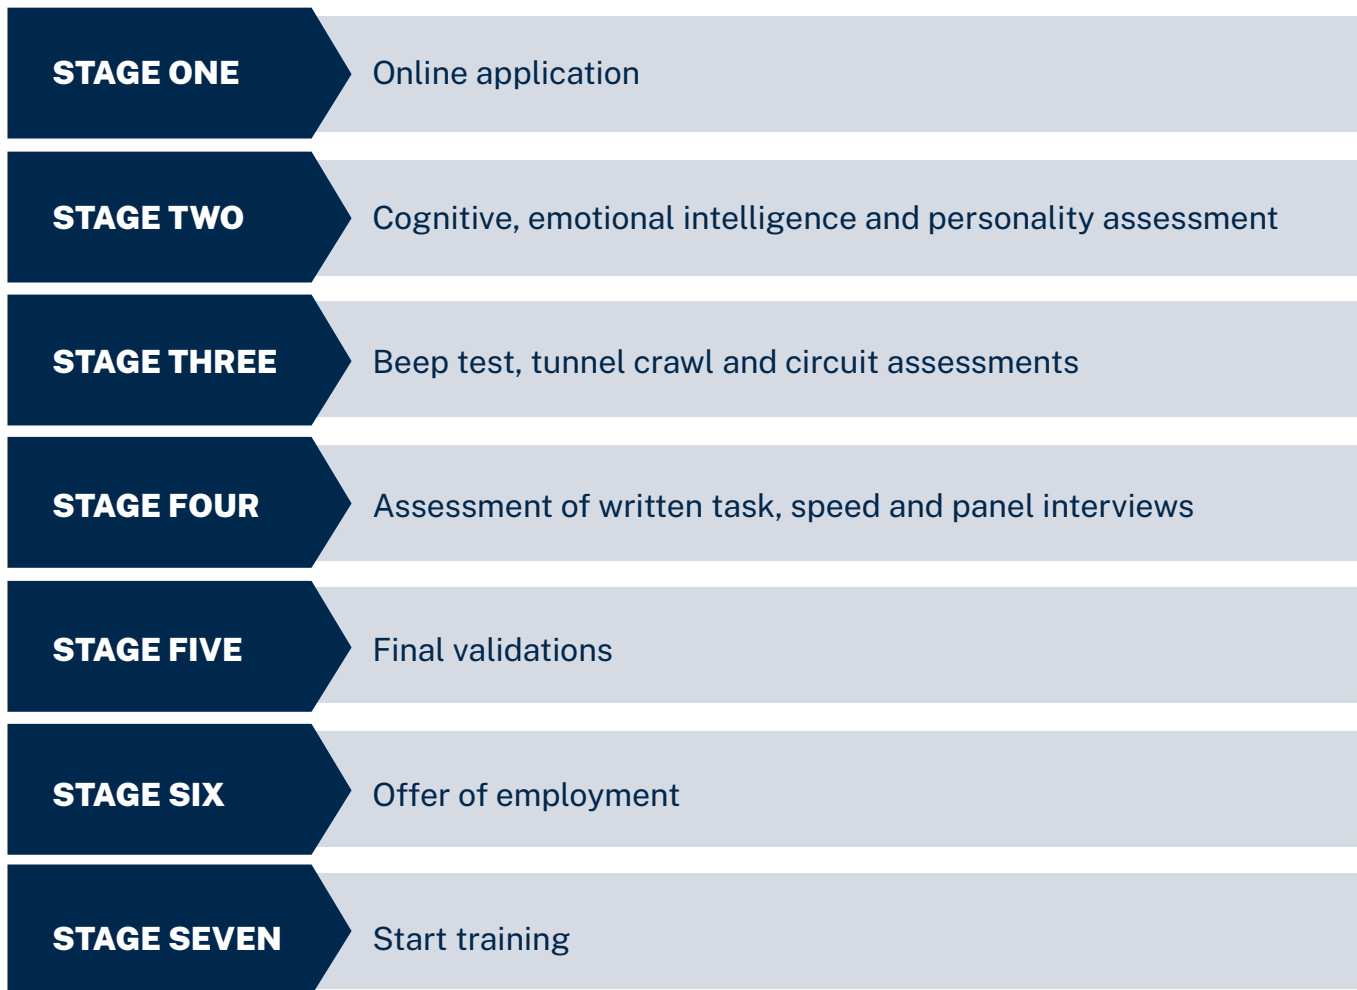 STAGE ONE
Online application
STAGE TWO
Cognitive, emotional intelligence and personality assessment
STAGE THREE
Beep test, tunnel crawl and circuit assessments
STAGE FOUR
Assessment of written task, speed and panel interviews
STAGE FIVE
Final validations
STAGE SIX
Offer of employment
STAGE SEVEN
Start training